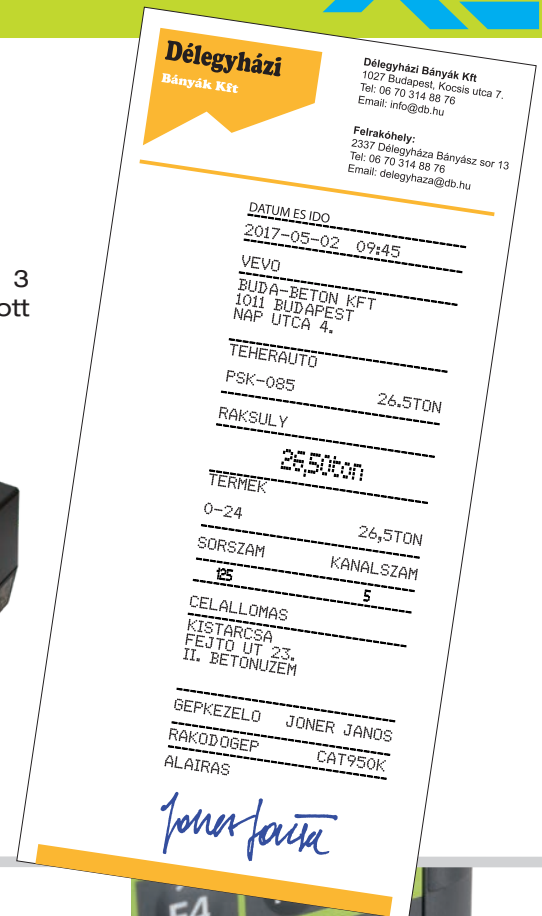 3
ott
Délegyházi
Bányák Kft
Délegyházi Bányák Kft
1027 Budapest, Kocsis utca 7.
Tel: 06 70 314 88 76
Email: info@db.hu
Felrakóhely:
2337 Délegyháza Bányász sor 13
Tel: 06 70 314 88 76
Email: delegyhaza@db.hu
DATUM ES IDO
2017-05-02 09:45
VEVO
BUDA-BETON KFT
1011 BUDAPEST
NAP UTCA 4.
TEHERAUTO
PSK-085 26.5TON
RAKSULY
26,50ton
TERMEK
0-24 26,5TON
SORSZAM KANALSZAM
125 5
CELALLOMAS
KISTARCSA
FEJTO UT 23.
II. BETONUZEM
GEPKEZELO JONER JANOS
RAKODOGEP CAT950K
ALAIRAS
F4